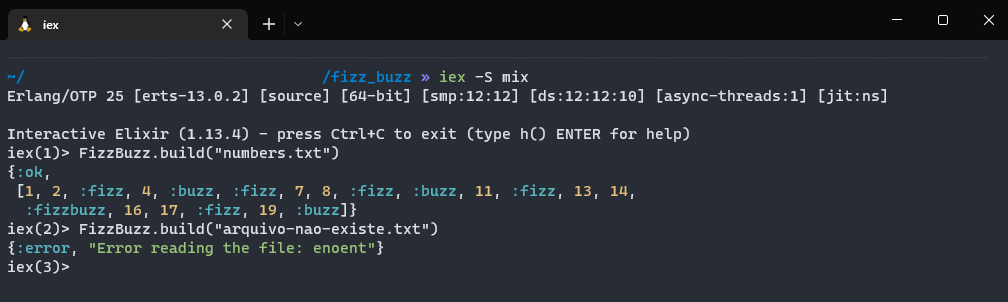 iex
~/ /fizz_buzz » iex -S mix
Erlang/OTP 25 [erts-13.0.2] [source] [64-bit] [smp:12:12] [ds:12:12:10] [async-threads:1] [jit:ns]
Interactive Elixir (1.13.4) - press Ctrl+C to exit (type h() ENTER for help)
iex(1)> FizzBuzz.build("numbers.txt")
{:ok,
 [1, 2, :fizz, 4, :buzz, :fizz, 7, 8, :fizz, :buzz, 11, :fizz, 13, 14,
  :fizzbuzz, 16, 17, :fizz, 19, :buzz]}
iex(2)> FizzBuzz.build("arquivo-nao-existe.txt")
{:error, "Error reading the file: enoent"}
iex(3)>